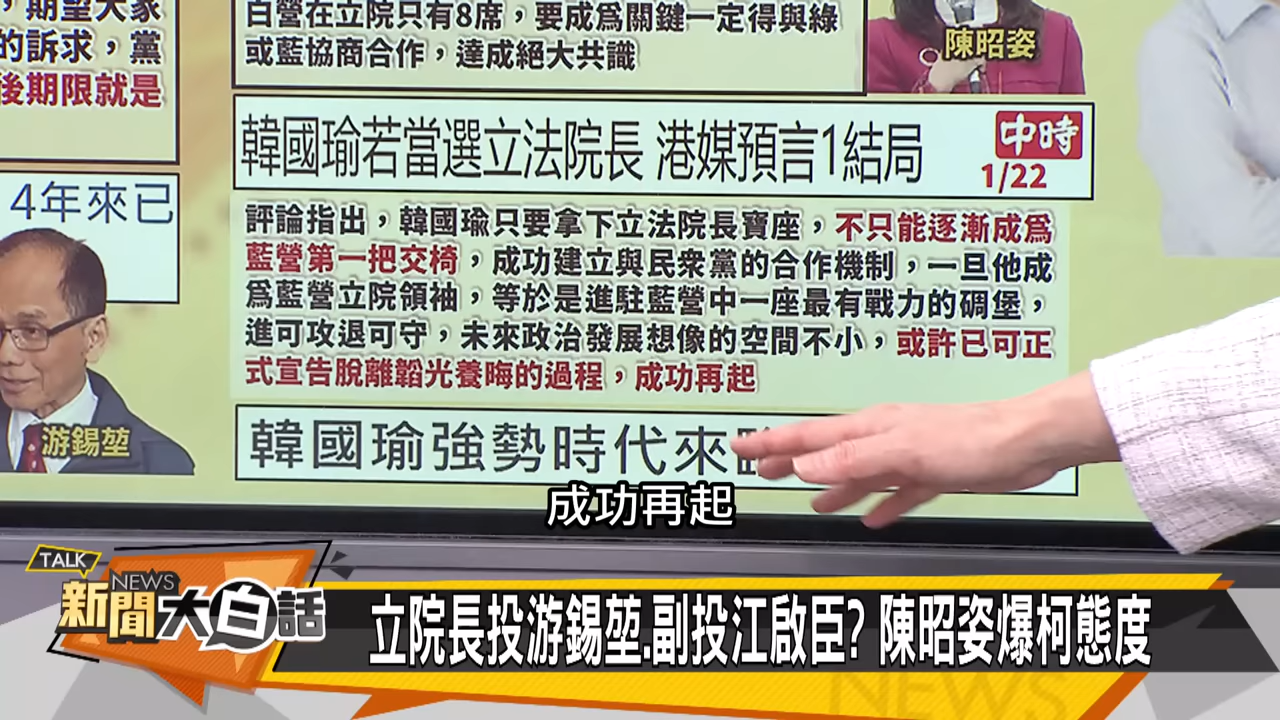 ，期望大家
的訴求，黨
後期限就是
4年來已
游錫堃
白營在立院只有8席，要成為關鍵一定得與綠
或藍協商合作，達成絕大共識
陳昭姿
韓國瑜若當選立法院長 港媒預言1結局
中時
1/22
評論指出，韓國瑜只要拿下立法院長寶座，不只能逐漸成為
藍營第一把交椅，成功建立與民眾黨的合作機制，一旦他成
為藍營立院領袖，等於是進駐藍營中一座最有戰力的碉堡，
進可攻退可守，未來政治發展想像的空間不小，或許已可正
式宣告脫離韜光養晦的過程，成功再起
韓國瑜強勢時代來
成功再起
TALK
NEWS
新聞大白話
立院長投游錫堃.副投江啟臣? 陳昭姿爆柯態度
NEWS